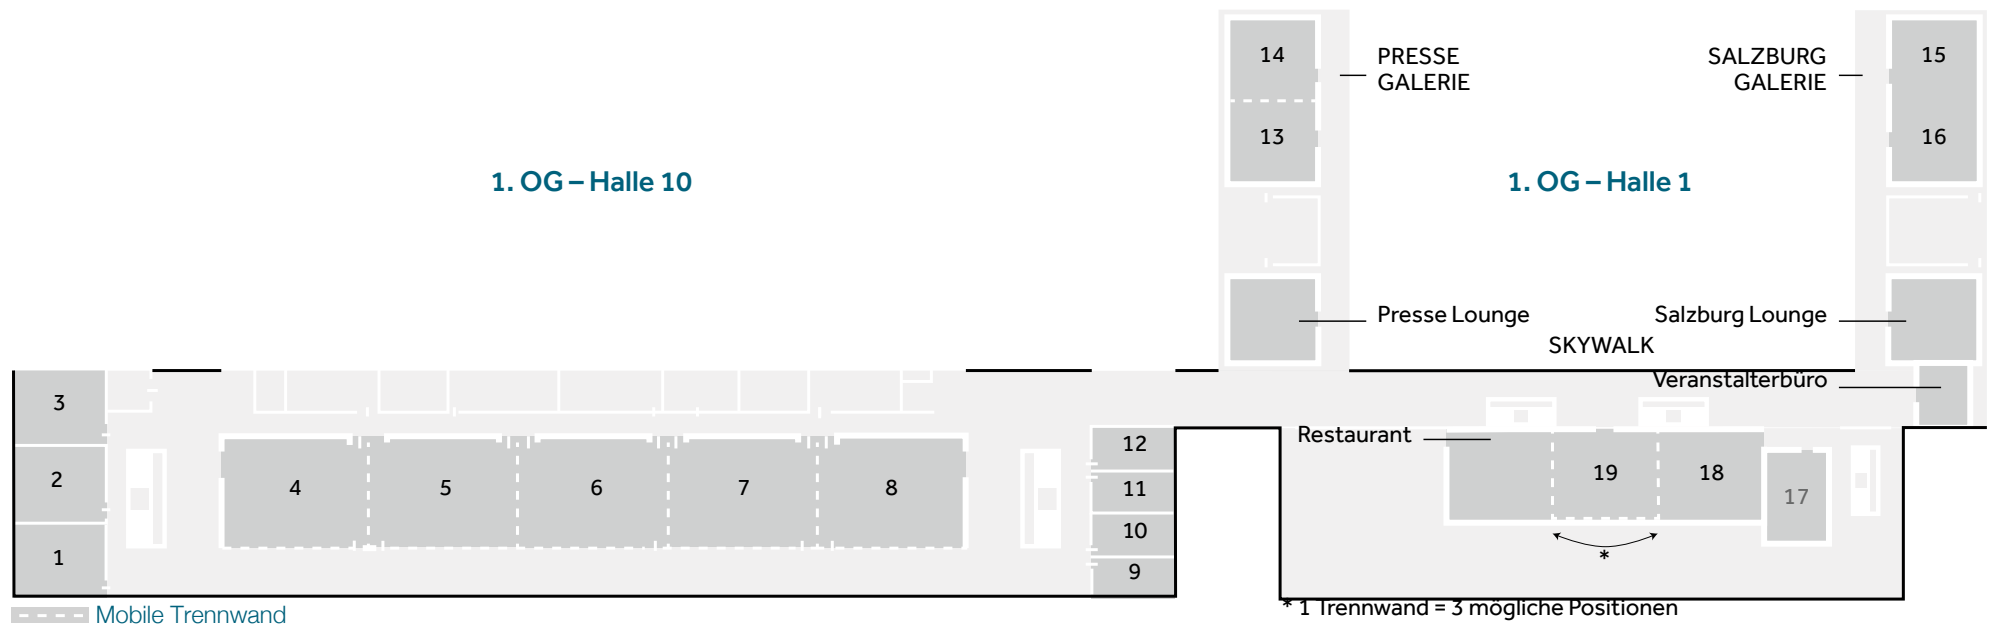 14
PRESSE
GALERIE
SALZBURG
GALERIE
15
13
16
1. OG – Halle 10
1. OG – Halle 1
Presse Lounge
Salzburg Lounge
SKYWALK
Veranstalterbüro
3
2
1
4
5
6
7
8
12
11
10
9
Restaurant
19
18
17
*
* 1 Trennwand = 3 mögliche Positionen
Mobile Trennwand